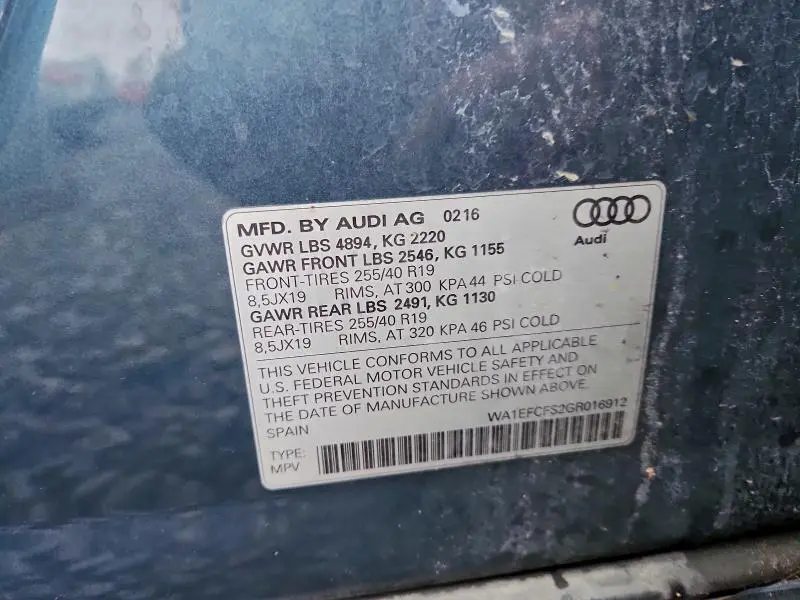 MFD. BY AUDI AG 0216
GVWR LBS 4894, KG 2220
GAWR FRONT LBS 2546, KG 1155
FRONT-TIRES 255/40 R19
8,5JX19 RIMS, AT 300 KPA 44 PSI COLD
GAWR REAR LBS 2491, KG 1130
REAR-TIRES 255/40 R19
8,5JX19 RIMS, AT 320 KPA 46 PSI COLD
Audi
THIS VEHICLE CONFORMS TO ALL APPLICABLE
U.S. FEDERAL MOTOR VEHICLE SAFETY AND
THEFT PREVENTION STANDARDS IN EFFECT ON
THE DATE OF MANUFACTURE SHOWN ABOVE.
SPAIN
WA1EFCFS2GR016912
TYPE:
MPV